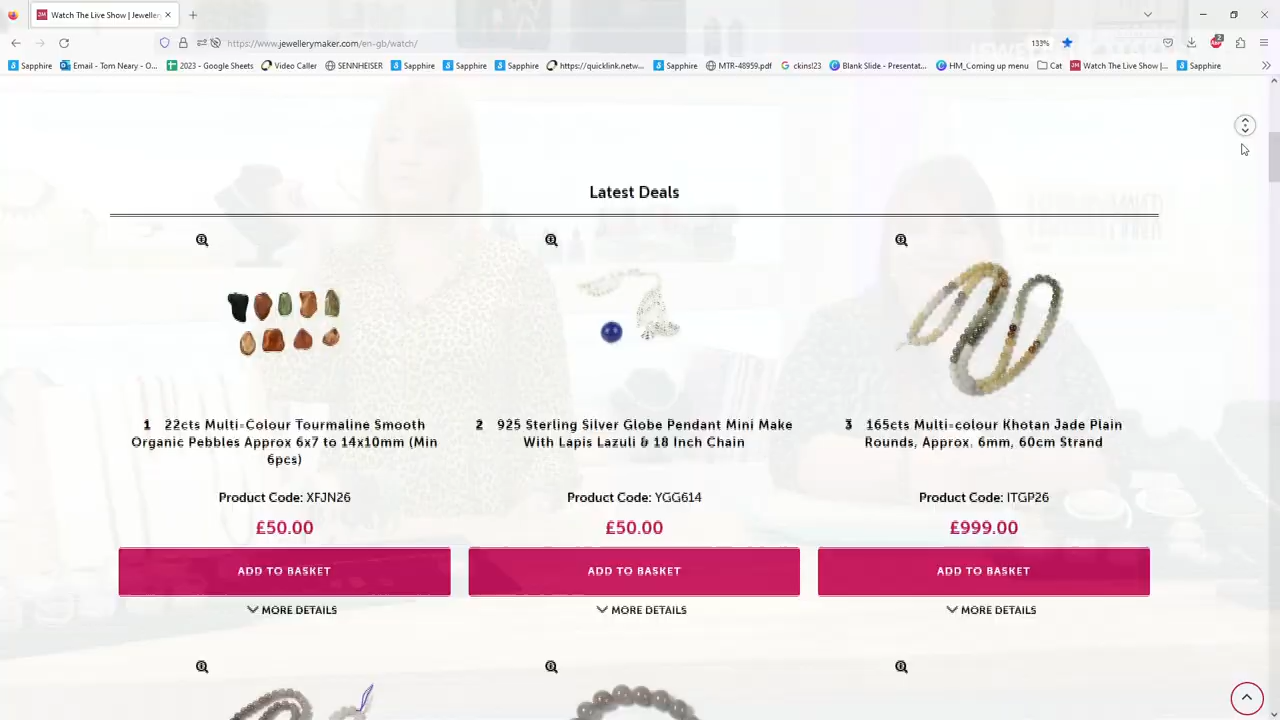 Watch The Live Show | Jeweller
https://www.jewellerymaker.com/en-gb/watch/
133%
2
Sapphire
Email - Tom Neary - O...
2023 - Google Sheets
Video Caller
SENNHEISER
Sapphire
Sapphire
Sapphire
https://quicklink.netw...
Sapphire
MTR-48959.pdf
ckins!23
Blank Slide - Presentat...
HM_Coming up menu
Cat
Watch The Live Show |...
Sapphire
Latest Deals
1 22cts Multi-Colour Tourmaline Smooth
Organic Pebbles Approx 6x7 to 14x10mm (Min
6pcs)
Product Code: XFJN26
£50.00
ADD TO BASKET
MORE DETAILS
2 925 Sterling Silver Globe Pendant Mini Make
With Lapis Lazuli & 18 Inch Chain
Product Code: YGG614
£50.00
ADD TO BASKET
MORE DETAILS
3 165cts Multi-colour Khotan Jade Plain
Rounds, Approx. 6mm, 60cm Strand
Product Code: ITGP26
£999.00
ADD TO BASKET
MORE DETAILS